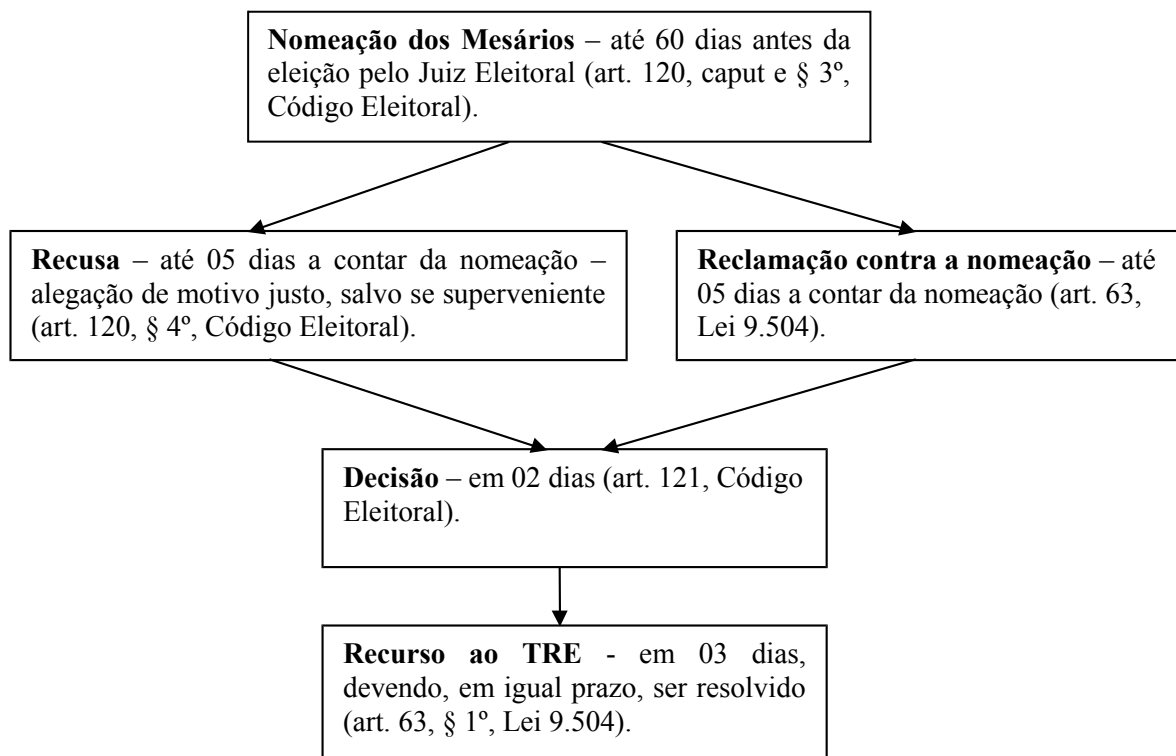 Nomeação dos Mesários – até 60 dias antes da
eleição pelo Juiz Eleitoral (art. 120, caput e § 3º,
Código Eleitoral).
Recusa – até 05 dias a contar da nomeação –
alegação de motivo justo, salvo se superveniente
(art. 120, § 4º, Código Eleitoral).
Reclamação contra a nomeação – até
05 dias a contar da nomeação (art. 63,
Lei 9.504).
Decisão – em 02 dias (art. 121, Código
Eleitoral).
Recurso ao TRE - em 03 dias,
devendo, em igual prazo, ser resolvido
(art. 63, § 1º, Lei 9.504).